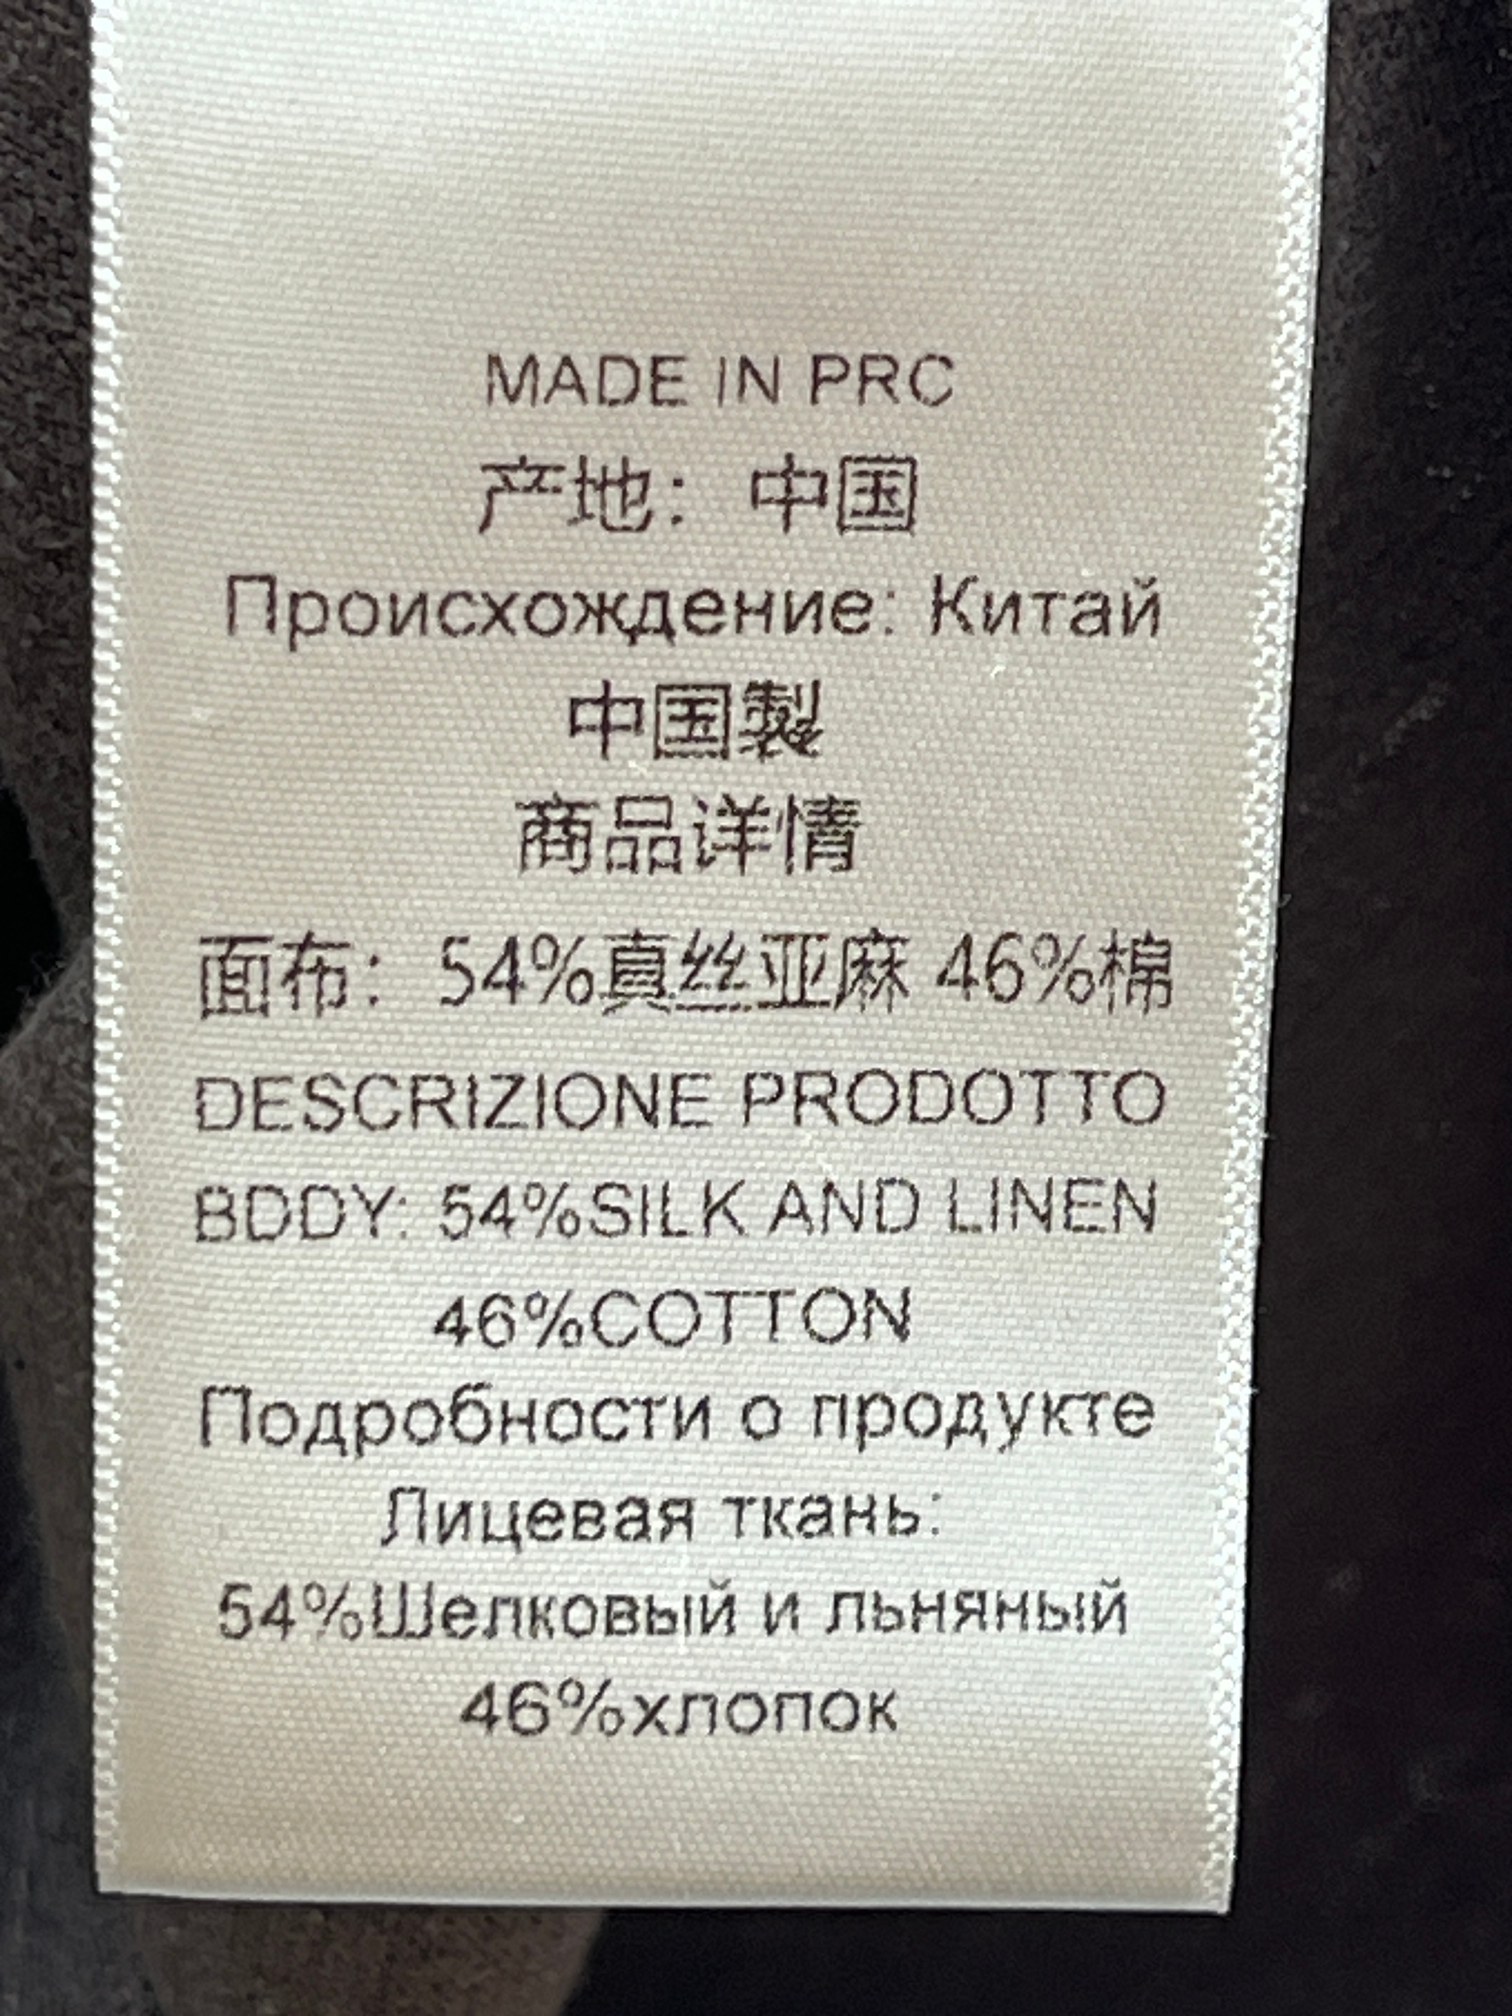 MADE IN PRC
产地：中国
Происхождение: Китай
中国製
商品详情
面布：54%真丝亚麻 46%棉
DESCRIZIONE PRODOTTO
BDDY: 54%SILK AND LINEN
46%COTTON
Подробности о продукте
Лицевая ткань:
54%Шелковый и льняный
46%хлопок